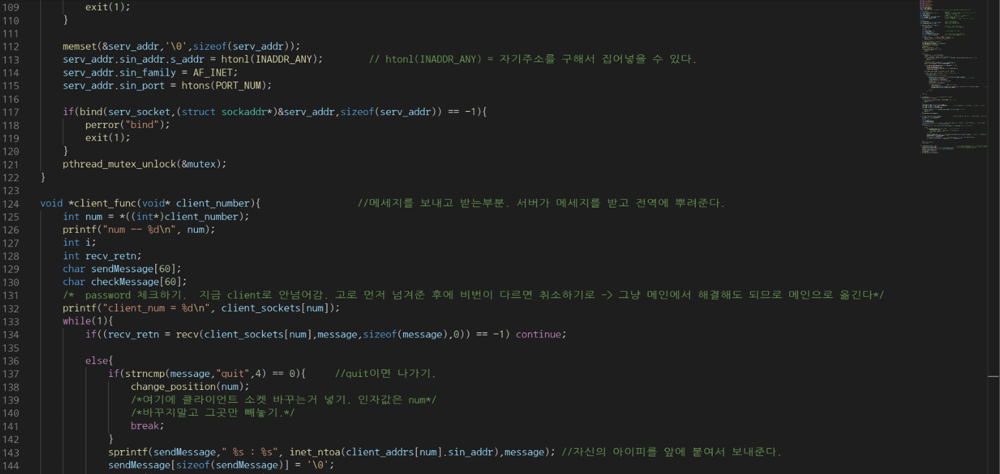 109 exit(1);
110 }
111
112 memset(&serv_addr,'\0',sizeof(serv_addr));
113 serv_addr.sin_addr.s_addr = htonl(INADDR_ANY); // htonl(INADDR_ANY) = 자기주소를 구해서 집어넣을 수 있다.
114 serv_addr.sin_family = AF_INET;
115 serv_addr.sin_port = htons(PORT_NUM);
116
117 if(bind(serv_socket,(struct sockaddr*)&serv_addr,sizeof(serv_addr)) == -1){
118 perror("bind");
119 exit(1);
120 }
121 pthread_mutex_unlock(&mutex);
122 }
123
124 void *client_func(void* client_number){ //메세지를 보내고 받는부분. 서버가 메세지를 받고 전역에 뿌려준다.
125 int num = *((int*)client_number);
126 printf("num -- %d\n", num);
127 int i;
128 int recv_retn;
129 char sendMessage[60];
130 char checkMessage[60];
131 /* password 체크하기. 지금 client로 안넘어감. 고로 먼저 넘겨준 후에 비번이 다르면 취소하기로 -> 그냥 메인에서 해결해도 되므로 메인으로 옮긴다*/
132 printf("client_num = %d\n", client_sockets[num]);
133 while(1){
134 if((recv_retn = recv(client_sockets[num],message,sizeof(message),0)) == -1) continue;
135
136 else{
137 if(strncmp(message,"quit",4) == 0){ //quit이면 나가기.
138 change_position(num);
139 /*여기에 클라이언트 소켓 바꾸는거 넣기. 인자값은 num*/
140 /*바꾸지말고 그곳만 빼놓기.*/
141 break;
142 }
143 sprintf(sendMessage," %s : %s", inet_ntoa(client_addrs[num].sin_addr),message); //자신의 아이피를 앞에 붙여서 보내준다.
144 sendMessage[sizeof(sendMessage)] = '\0';